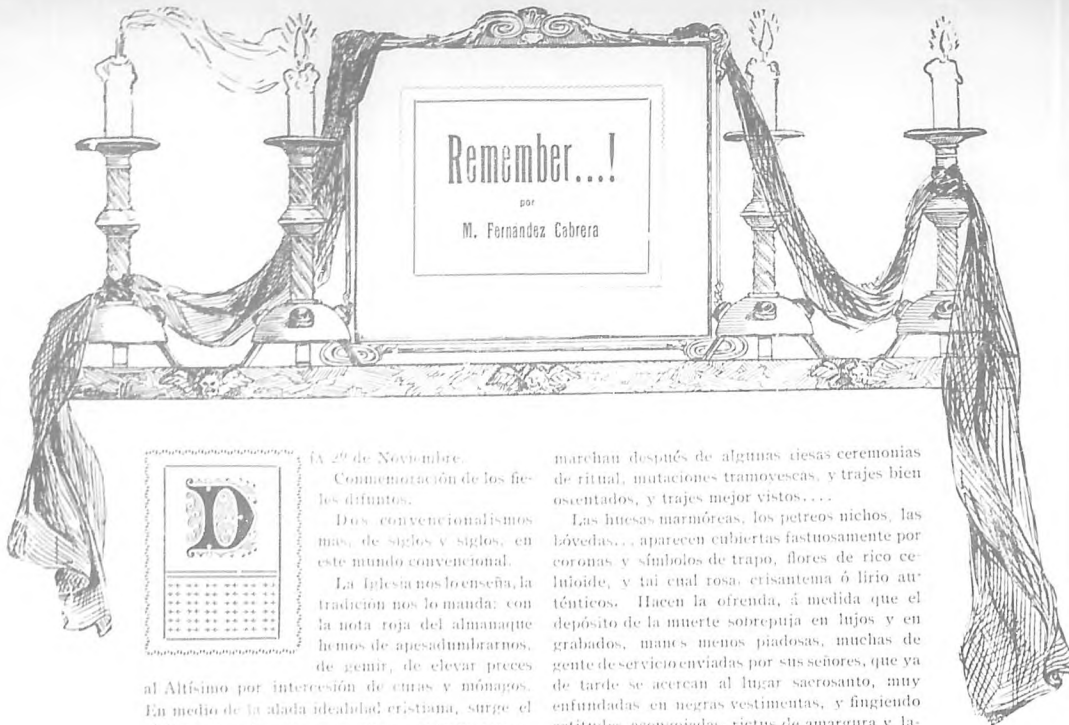 Remember...!
por
M. Fernández Cabrera
DÍA 29 de Noviembre.
Conmemoración de los fie-
les difuntos.
Dos convencionalismos
mas, de siglos y siglos, en
este mundo convencional.
La Iglesia nos lo enseña, la
tradición nos lo manda: con
la nota roja del almanaque
hemos de apesadumbrarnos,
de gemir, de elevar preces
al Altísimo por intercesión de curas y mónagos.
En medio de la alada idealidad cristiana, surge el
marchan después de algunas tiesas ceremonias
de ritual, mutaciones tramoyescas, y trajes bien
ostentados, y trajes mejor vistos....
Las huesas marmóreas, los petreos nichos, las
bóvedas... aparecen cubiertas fastuosamente por
coronas y símbolos de trapo, flores de rico ce-
luloide, y tal cual rosa, crisantema ó lirio au-
ténticos. Hacen la ofrenda, á medida que el
depósito de la muerte sobrepuja en lujos y en
grabados, manos menos piadosas, muchas de
gente de servicio enviadas por sus señores, que ya
de tarde se acercan al lugar sacrosanto, muy
enfundadas en negras vestimentas, y fingiendo
rictus de amargura y la-